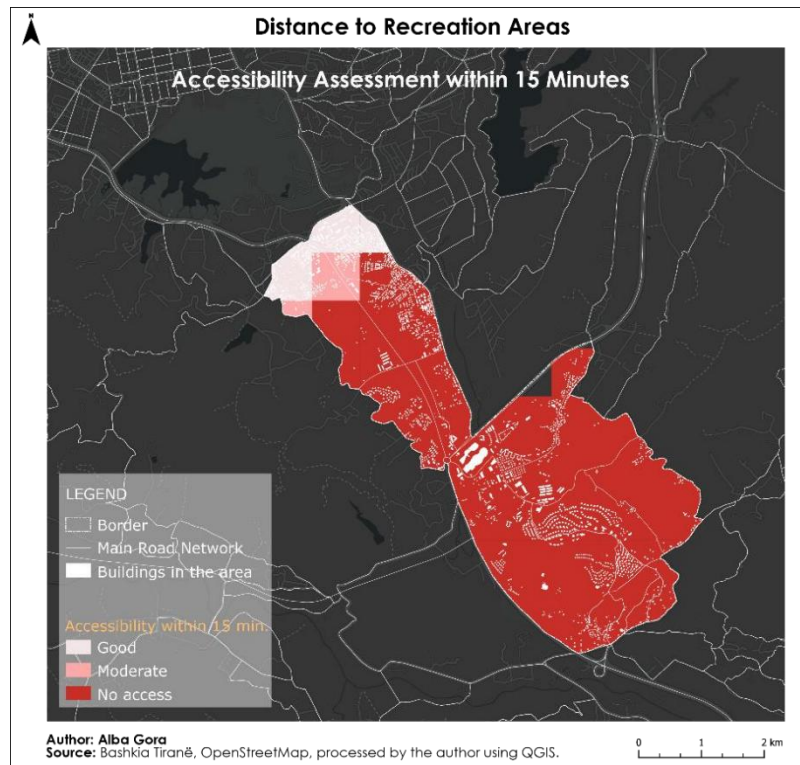 N
Distance to Recreation Areas
Accessibility Assessment within 15 Minutes
LEGEND
Border
Main Road Network
Buildings in the area
Accessibility within 15 min.
Good
Moderate
No access
Author: Alba Gora
Source: Bashkia Tiranë, OpenStreetMap, processed by the author using QGIS.
0 1 2 km